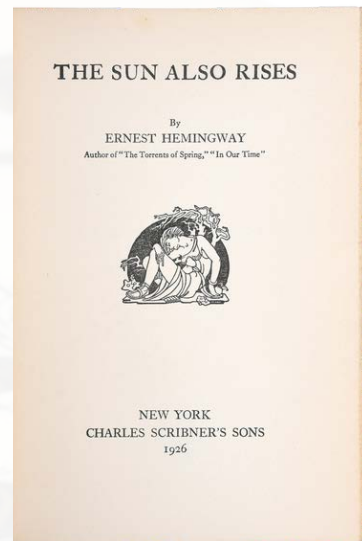 THE SUN ALSO RISES
By
ERNEST HEMINGWAY
Author of "The Torrents of Spring," "In Our Time"
NEW YORK
CHARLES SCRIBNER'S SONS
1926